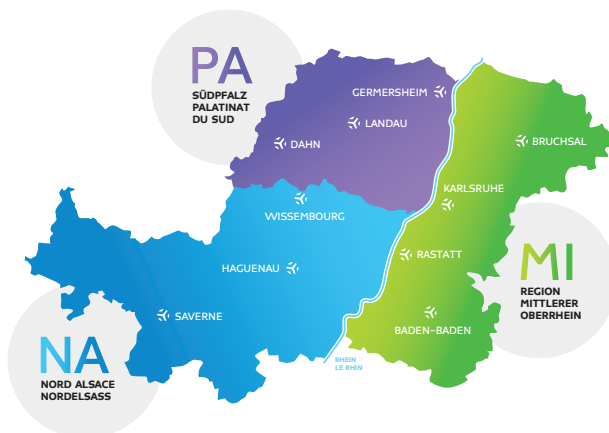 PA
SÜDPFALZ
PALATINAT
DU SUD
GERMERSHEIM
LANDAU
DAHN
BRUCHSAL
KARLSRUHE
WISSEMBOURG
RASTATT
HAGUENAU
MI
REGION
MITTLERER
OBERRHEIN
SAVERNE
BADEN-BADEN
NA
NORD ALSACE
NORDELSASS
RHEIN
LE RHIN